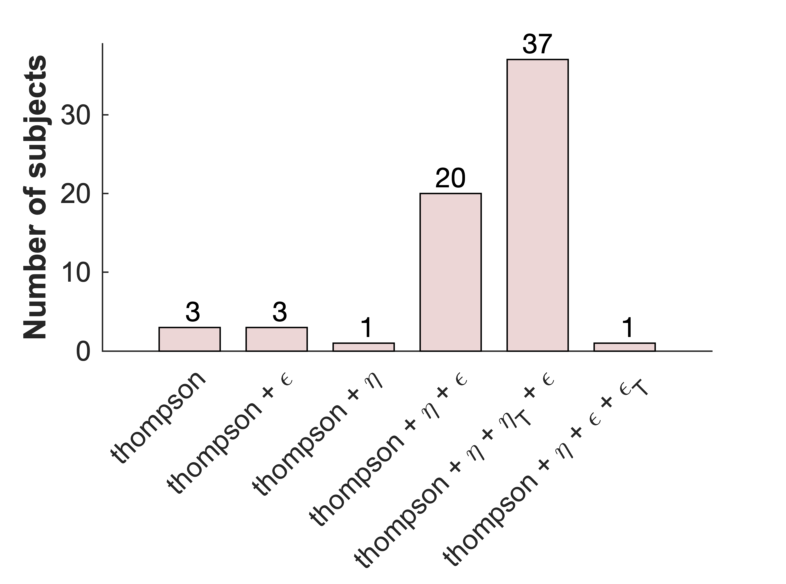 Number of subjects
37
30
20
20
10
3
3
1
1
0
thompson
thompson + ϵ
thompson + η
thompson + η + ϵ
thompson + η + η_T + ϵ
thompson + η + ϵ + ϵ_T